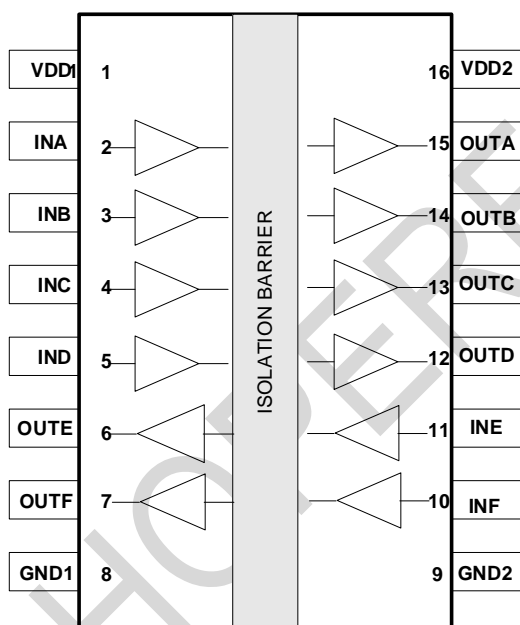 VDD1 1 16 VDD2
INA 2 15 OUTA
INB 3 14 OUTB
INC 4 13 OUTC
IND 5 12 OUTD
OUTE 6 11 INE
OUTF 7 10 INF
GND1 8 9 GND2
ISOLATION BARRIER
HOPERF